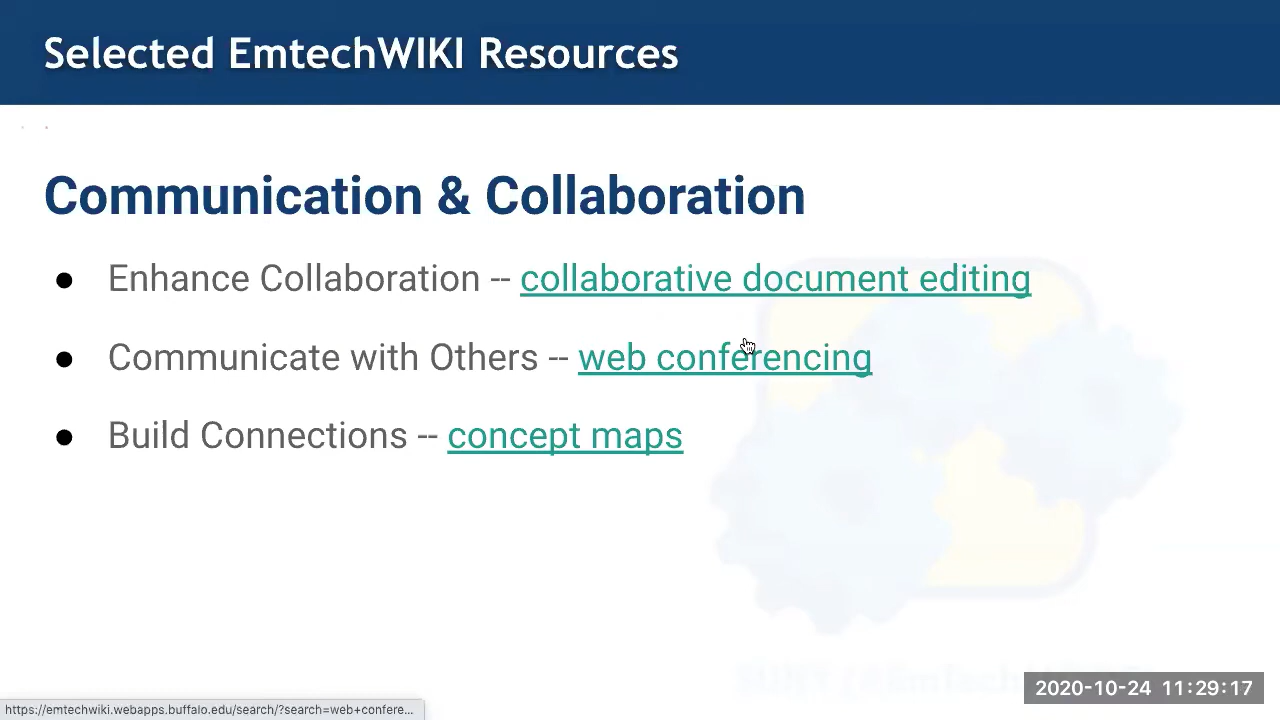 Selected EmtechWIKI Resources
Communication & Collaboration
● Enhance Collaboration -- collaborative document editing
● Communicate with Others -- web conferencing
● Build Connections -- concept maps
2020-10-24 11:29:17
https://emtechwiki.webapps.buffalo.edu/search/?search=web+confere...